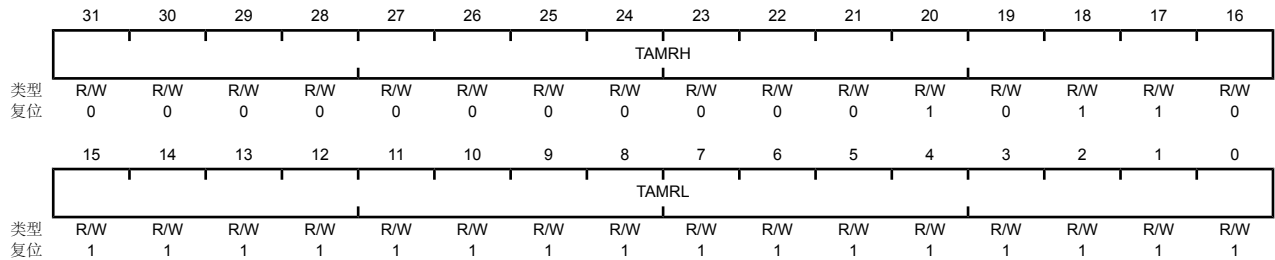 31 30 29 28 27 26 25 24 23 22 21 20 19 18 17 16
TAMRH
类型 R/W R/W R/W R/W R/W R/W R/W R/W R/W R/W R/W R/W R/W R/W R/W R/W
复位 0 0 0 0 0 0 0 0 0 0 0 1 0 1 1 0
15 14 13 12 11 10 9 8 7 6 5 4 3 2 1 0
TAMRL
类型 R/W R/W R/W R/W R/W R/W R/W R/W R/W R/W R/W R/W R/W R/W R/W R/W
复位 1 1 1 1 1 1 1 1 1 1 1 1 1 1 1 1